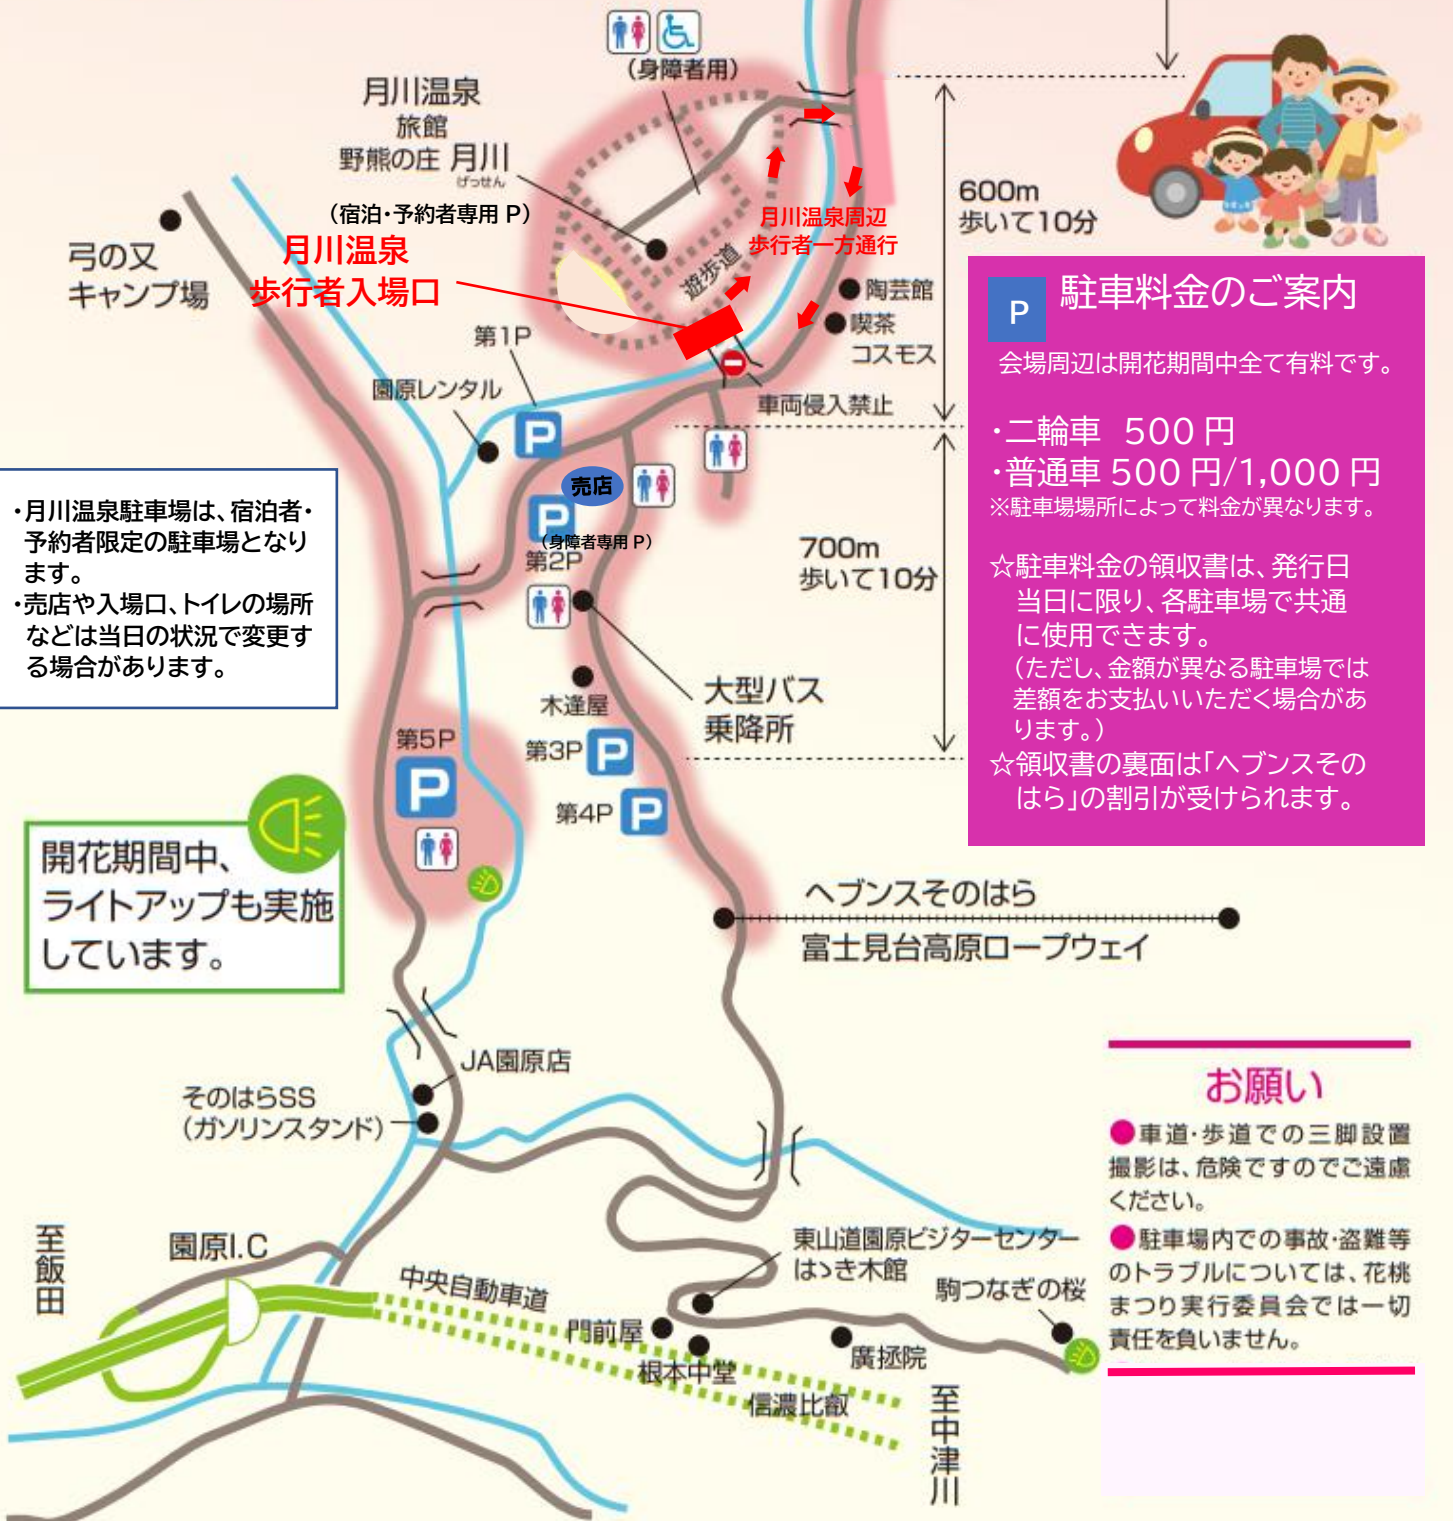 (身障者用)
月川温泉
旅館
野熊の庄 月川
げっせん
(宿泊・予約者専用 P)
月川温泉
歩行者入場口
弓の又
キャンプ場
月川温泉周辺
歩行者一方通行
遊歩道
600m
歩いて10分
陶芸館
喫茶
コスモス
第1P
園原レンタル
P
車両侵入禁止
売店
P
(身障者専用 P)
第2P
700m
歩いて10分
大型バス
乗降所
木逢屋
第3P P
第4P P
第5P
P
・月川温泉駐車場は、宿泊者・
予約者限定の駐車場となり
ます。
・売店や入場口、トイレの場所
などは当日の状況で変更す
る場合があります。
P 駐車料金のご案内
会場周辺は開花期間中全て有料です。
・二輪車 500 円
・普通車 500 円/1,000 円
※駐車場場所によって料金が異なります。
☆駐車料金の領収書は、発行日
当日に限り、各駐車場で共通
に使用できます。
(ただし、金額が異なる駐車場では
差額をお支払いいただく場合があ
ります。)
☆領収書の裏面は「ヘブンスその
はら」の割引が受けられます。
開花期間中、
ライトアップも実施
しています。
ヘブンスそのはら
富士見台高原ロープウェイ
JA園原店
そのはらSS
(ガソリンスタンド)
至飯田
園原I.C
中央自動車道
東山道園原ビジターセンター
はゝき木館
駒つなぎの桜
門前屋
根本中堂
廣拯院
信濃比叡
至中津川
お願い
●車道・歩道での三脚設置
撮影は、危険ですのでご遠慮
ください。
●駐車場内での事故・盗難等
のトラブルについては、花桃
まつり実行委員会では一切
責任を負いません。